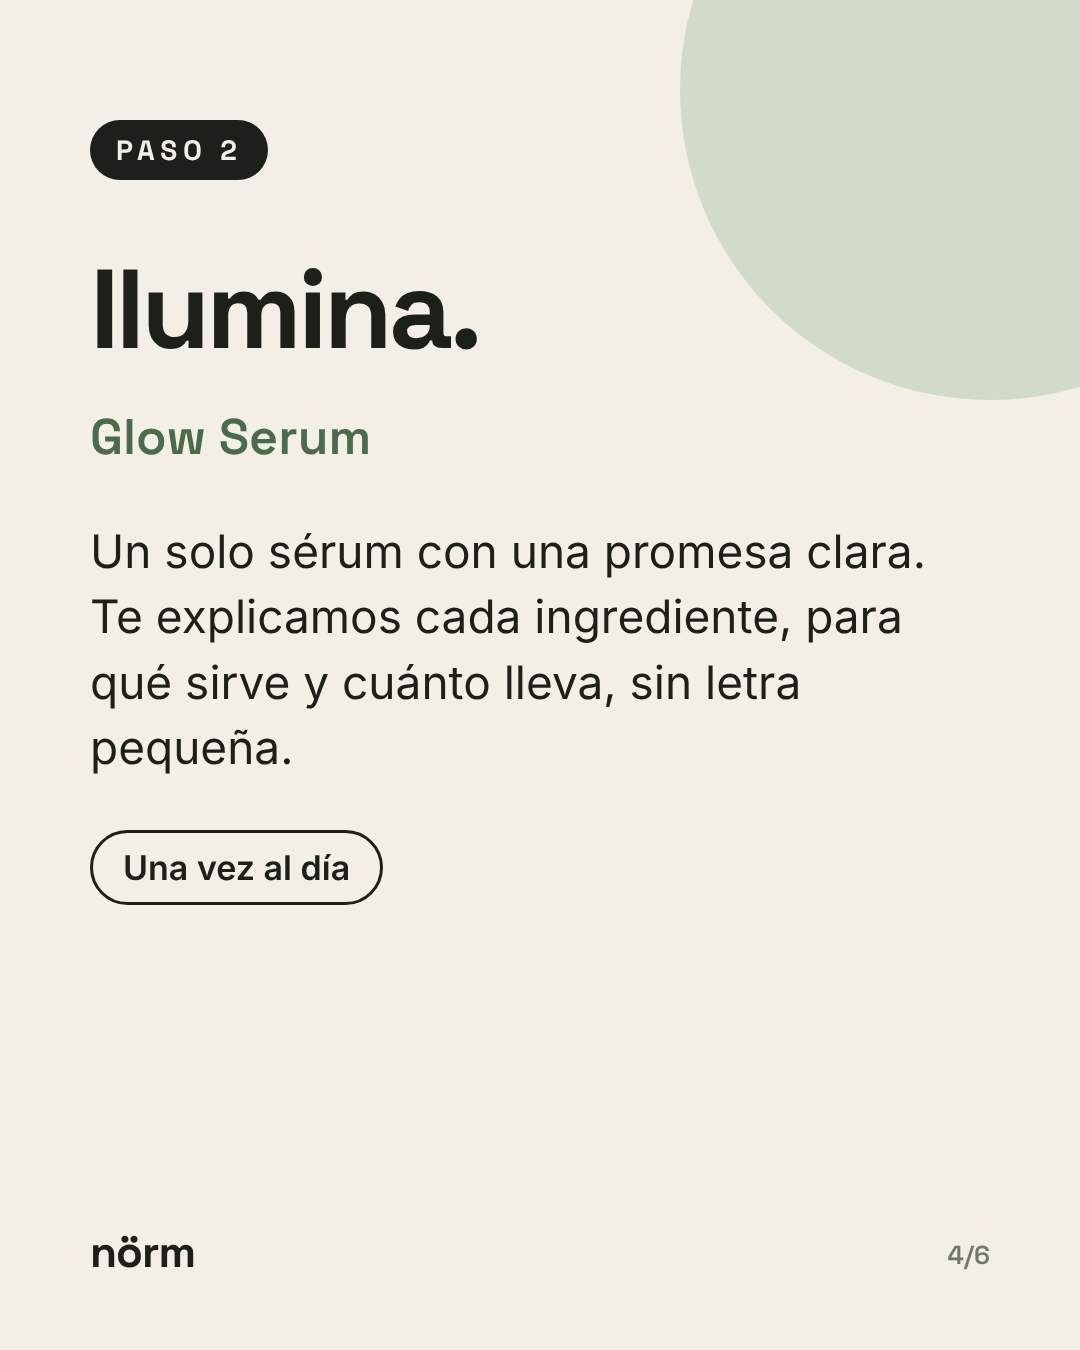 PASO 2
Ilumina.
Glow Serum
Un solo sérum con una promesa clara.
Te explicamos cada ingrediente, para
qué sirve y cuánto lleva, sin letra
pequeña.
Una vez al día
nörm
4/6